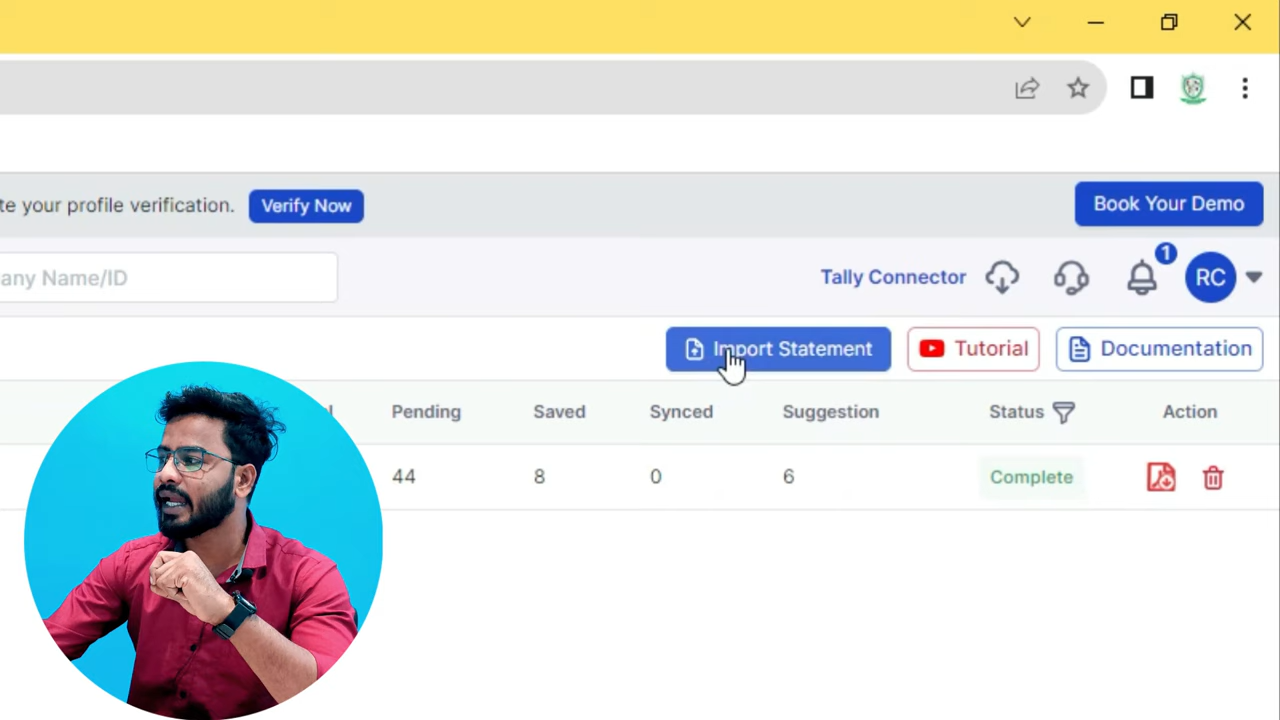 te your profile verification. Verify Now Book Your Demo
any Name/ID Tally Connector 1 RC
Import Statement Tutorial Documentation
Pending Saved Synced Suggestion Status Action
44 8 0 6 Complete